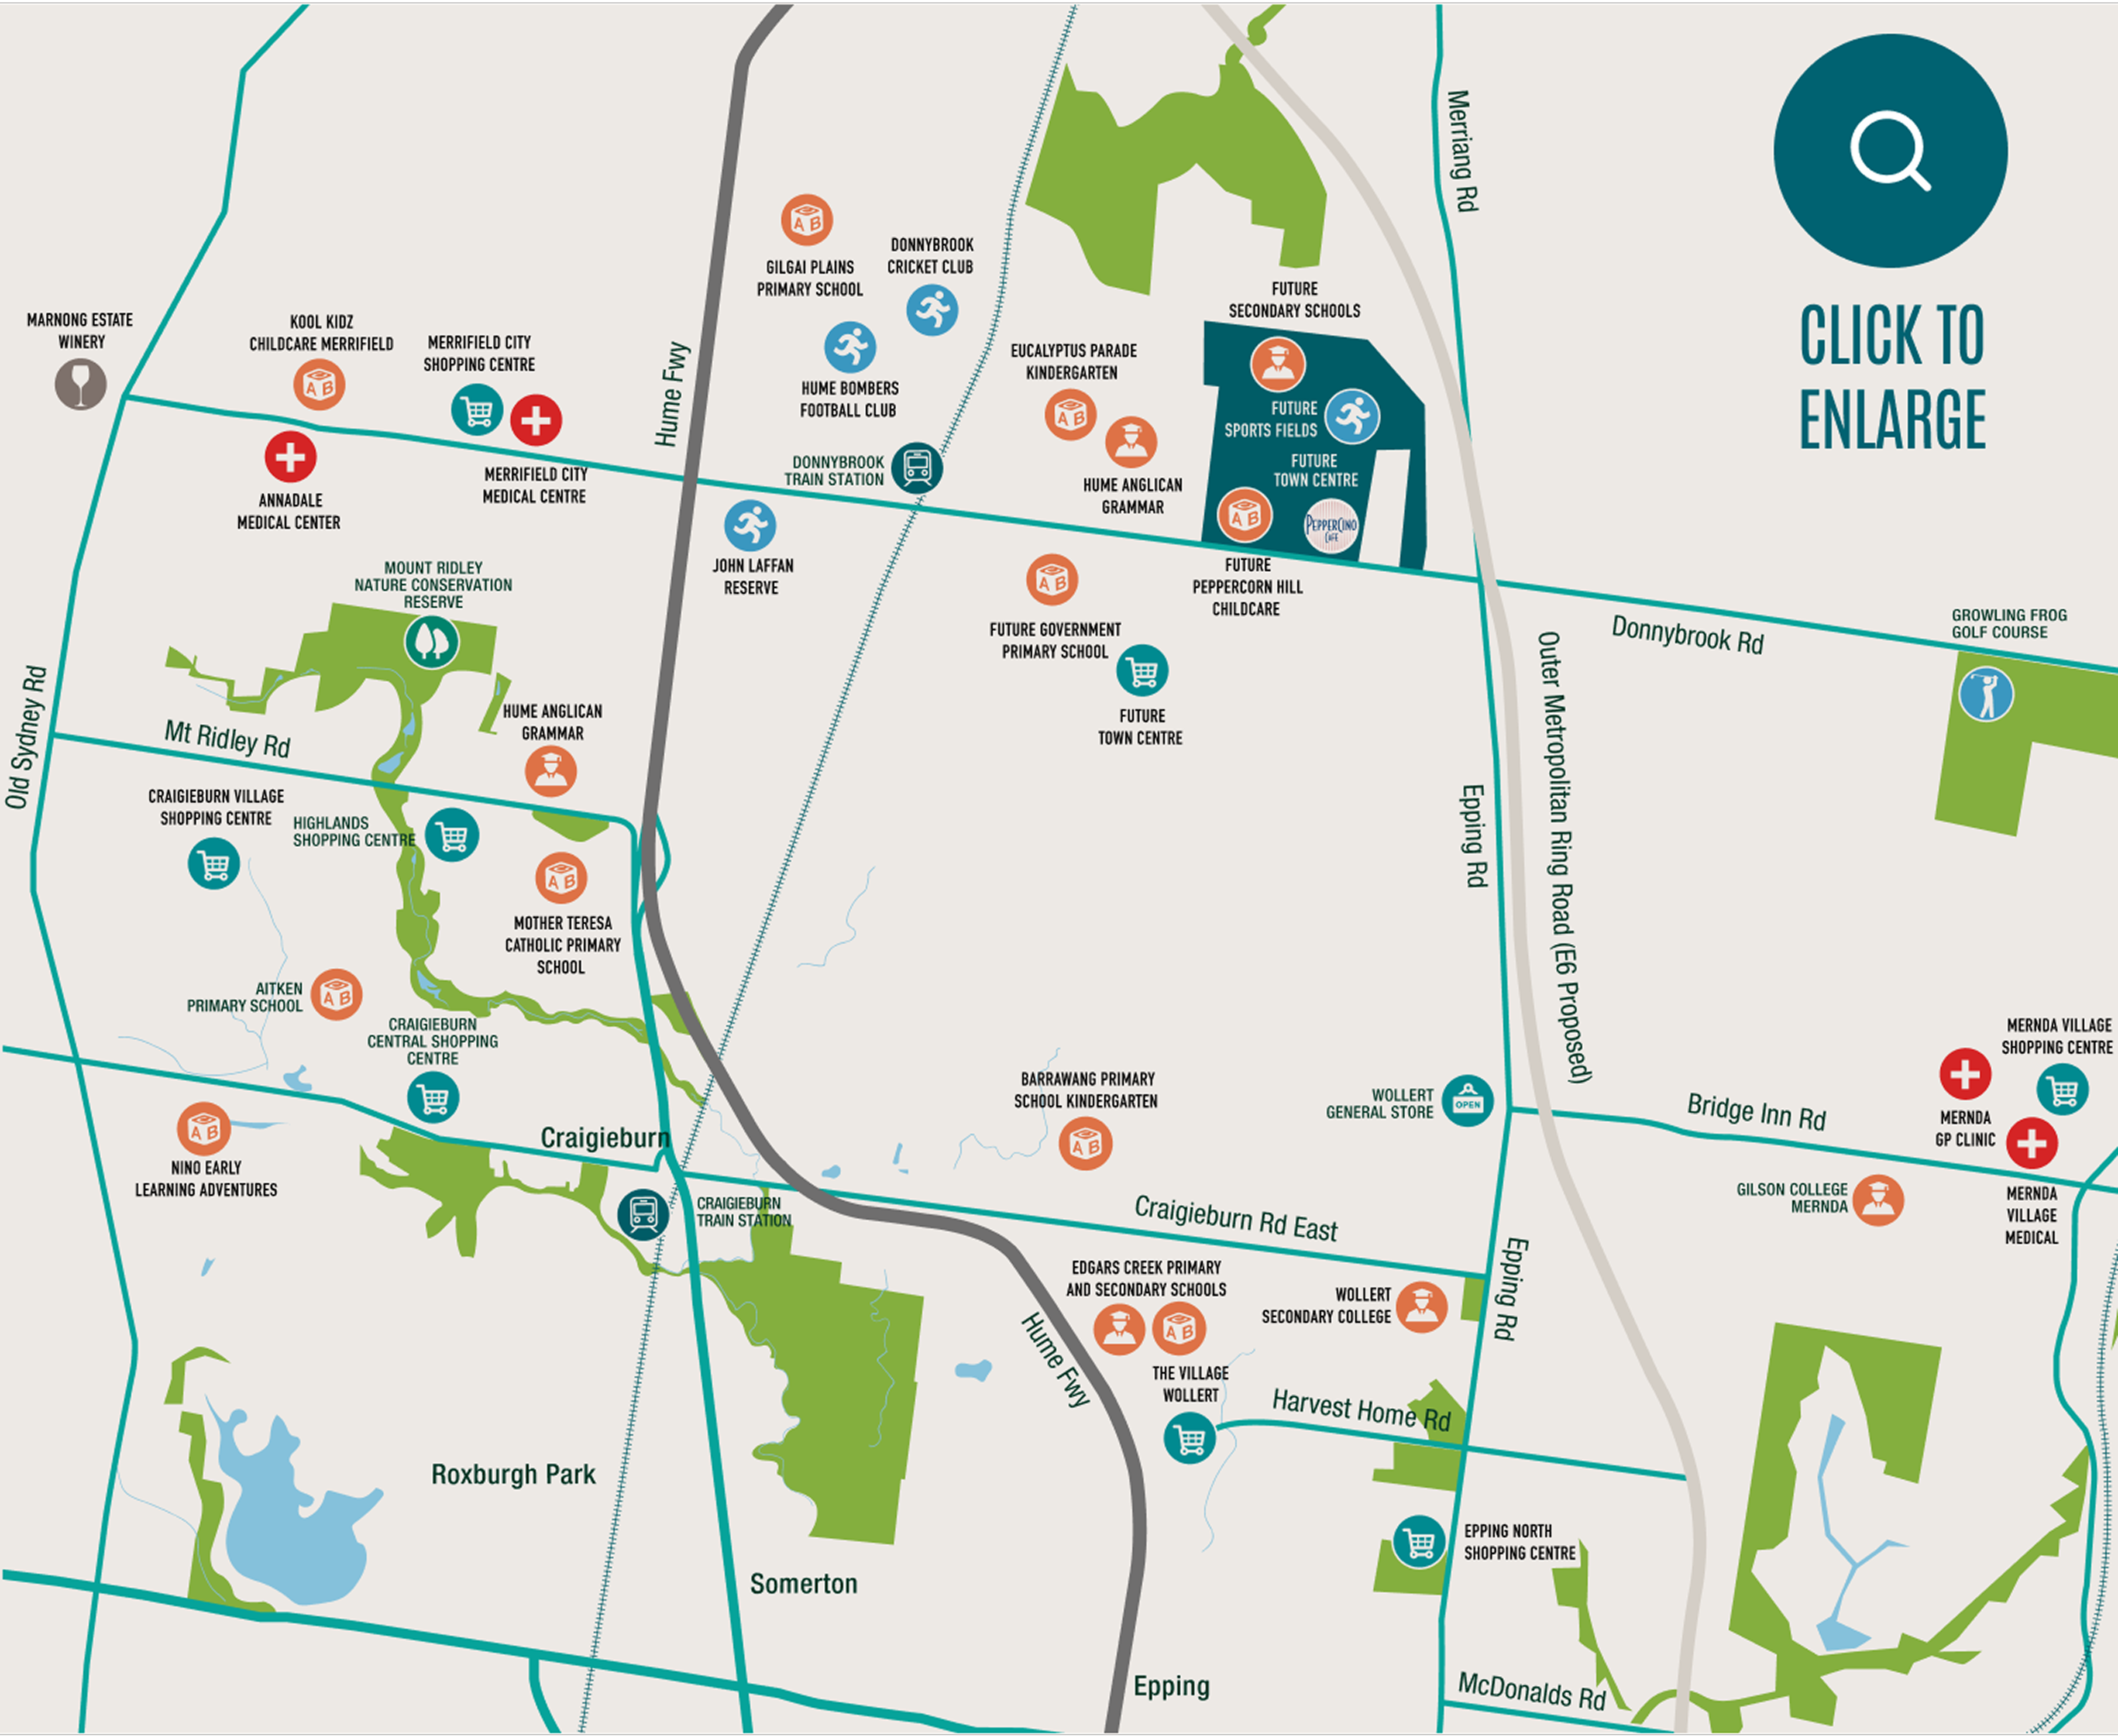 Merriang Rd
CLICK TO
ENLARGE
GILGAI PLAINS
PRIMARY SCHOOL
DONNYBROOK
CRICKET CLUB
HUME BOMBERS
FOOTBALL CLUB
MARNONG ESTATE
WINERY
KOOL KIDZ
CHILDCARE MERRIFIELD
MERRIFIELD CITY
SHOPPING CENTRE
Hume Fwy
FUTURE
SECONDARY SCHOOLS
EUCALYPTUS PARADE
KINDERGARTEN
FUTURE
SPORTS FIELDS
FUTURE
TOWN CENTRE
PEPPERCINO
CAFE
DONNYBROOK
TRAIN STATION
HUME ANGLICAN
GRAMMAR
ANNADALE
MEDICAL CENTER
MERRIFIELD CITY
MEDICAL CENTRE
JOHN LAFFAN
RESERVE
FUTURE
PEPPERCORN HILL
CHILDCARE
MOUNT RIDLEY
NATURE CONSERVATION
RESERVE
FUTURE GOVERNMENT
PRIMARY SCHOOL
FUTURE
TOWN CENTRE
Donnybrook Rd
GROWLING FROG
GOLF COURSE
Old Sydney Rd
Mt Ridley Rd
HUME ANGLICAN
GRAMMAR
Outer Metropolitan Ring Road (E6 Proposed)
Epping Rd
CRAIGIEBURN VILLAGE
SHOPPING CENTRE
HIGHLANDS
SHOPPING CENTRE
MOTHER TERESA
CATHOLIC PRIMARY
SCHOOL
AITKEN
PRIMARY SCHOOL
CRAIGIEBURN
CENTRAL SHOPPING
CENTRE
BARRAWANG PRIMARY
SCHOOL KINDERGARTEN
WOLLERT
GENERAL STORE
OPEN
Bridge Inn Rd
MERNDA VILLAGE
SHOPPING CENTRE
MERNDA
GP CLINIC
MERNDA
VILLAGE
MEDICAL
GILSON COLLEGE
MERNDA
NINO EARLY
LEARNING ADVENTURES
Craigieburn
CRAIGIEBURN
TRAIN STATION
Craigieburn Rd East
Epping Rd
EDGARS CREEK PRIMARY
AND SECONDARY SCHOOLS
WOLLERT
SECONDARY COLLEGE
Hume Fwy
THE VILLAGE
WOLLERT
Harvest Home Rd
Roxburgh Park
EPPING NORTH
SHOPPING CENTRE
Somerton
Epping
McDonalds Rd